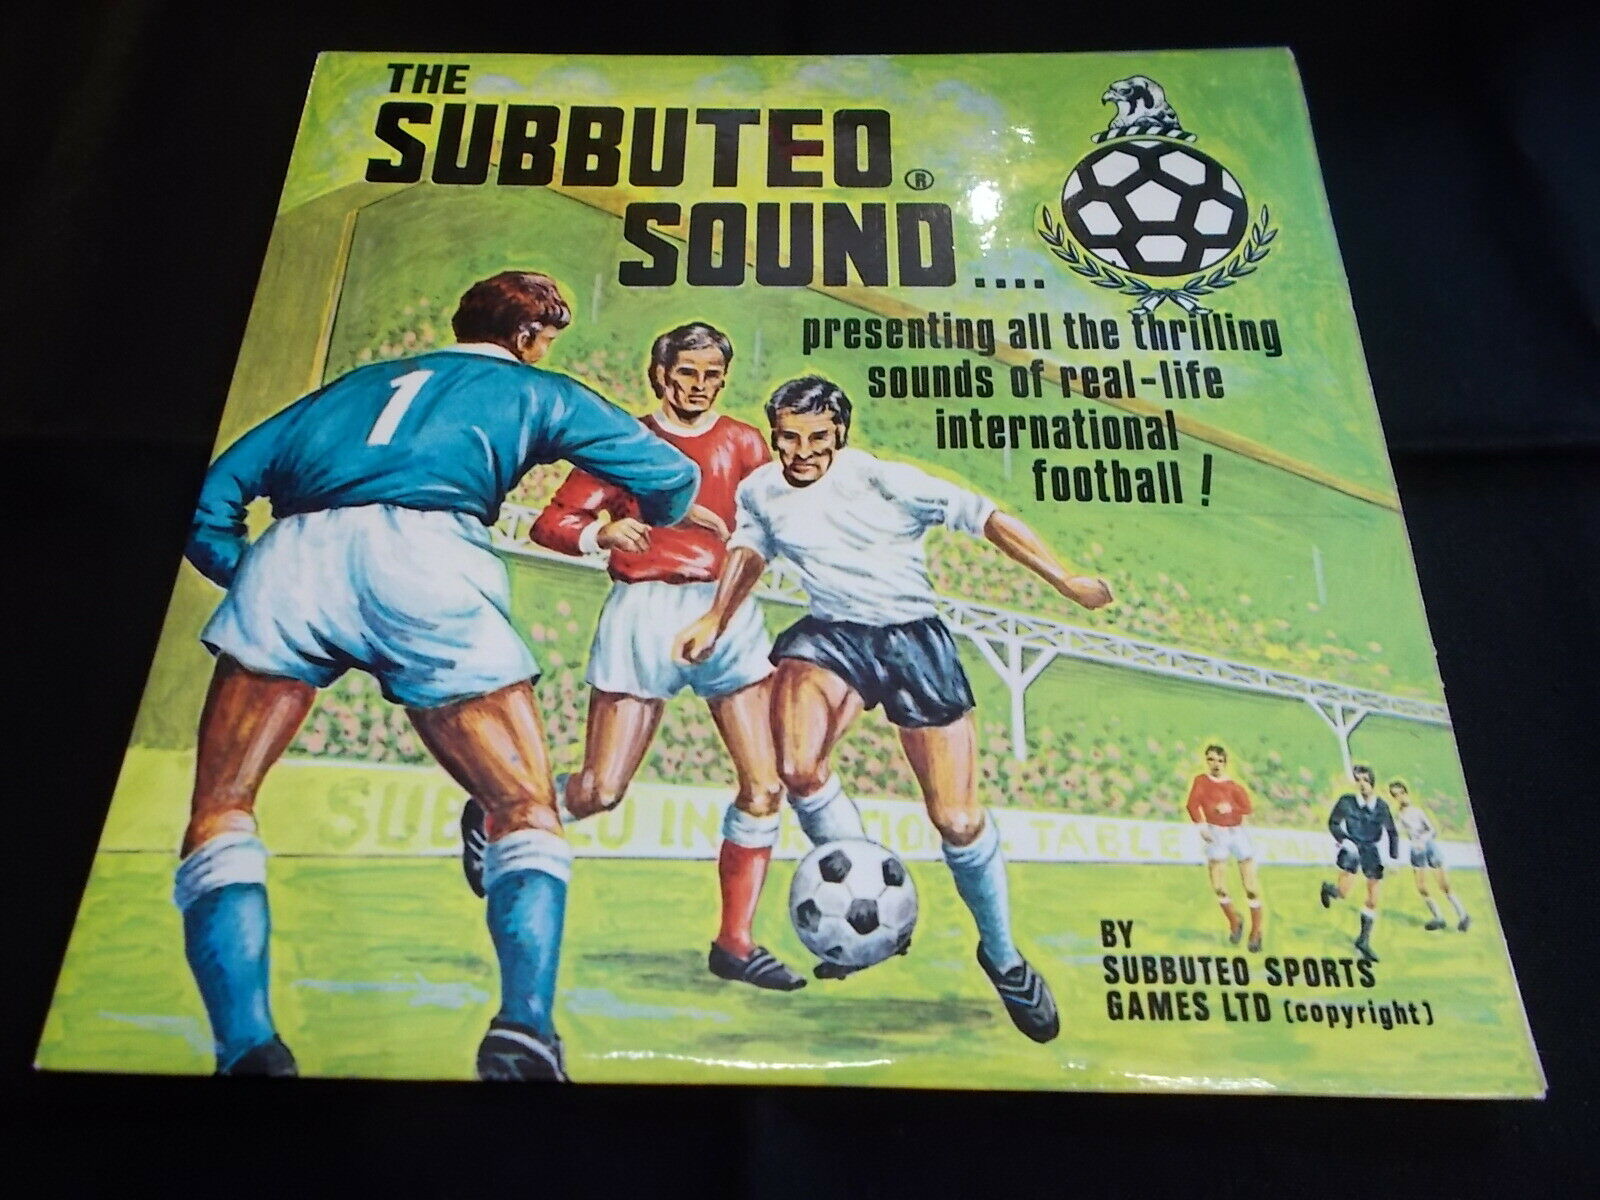 THE
SUBBUTEO ®
SOUND ....
presenting all the thrilling
sounds of real-life
international
football !
1
TABLE
BY
SUBBUTEO SPORTS
GAMES LTD (copyright)